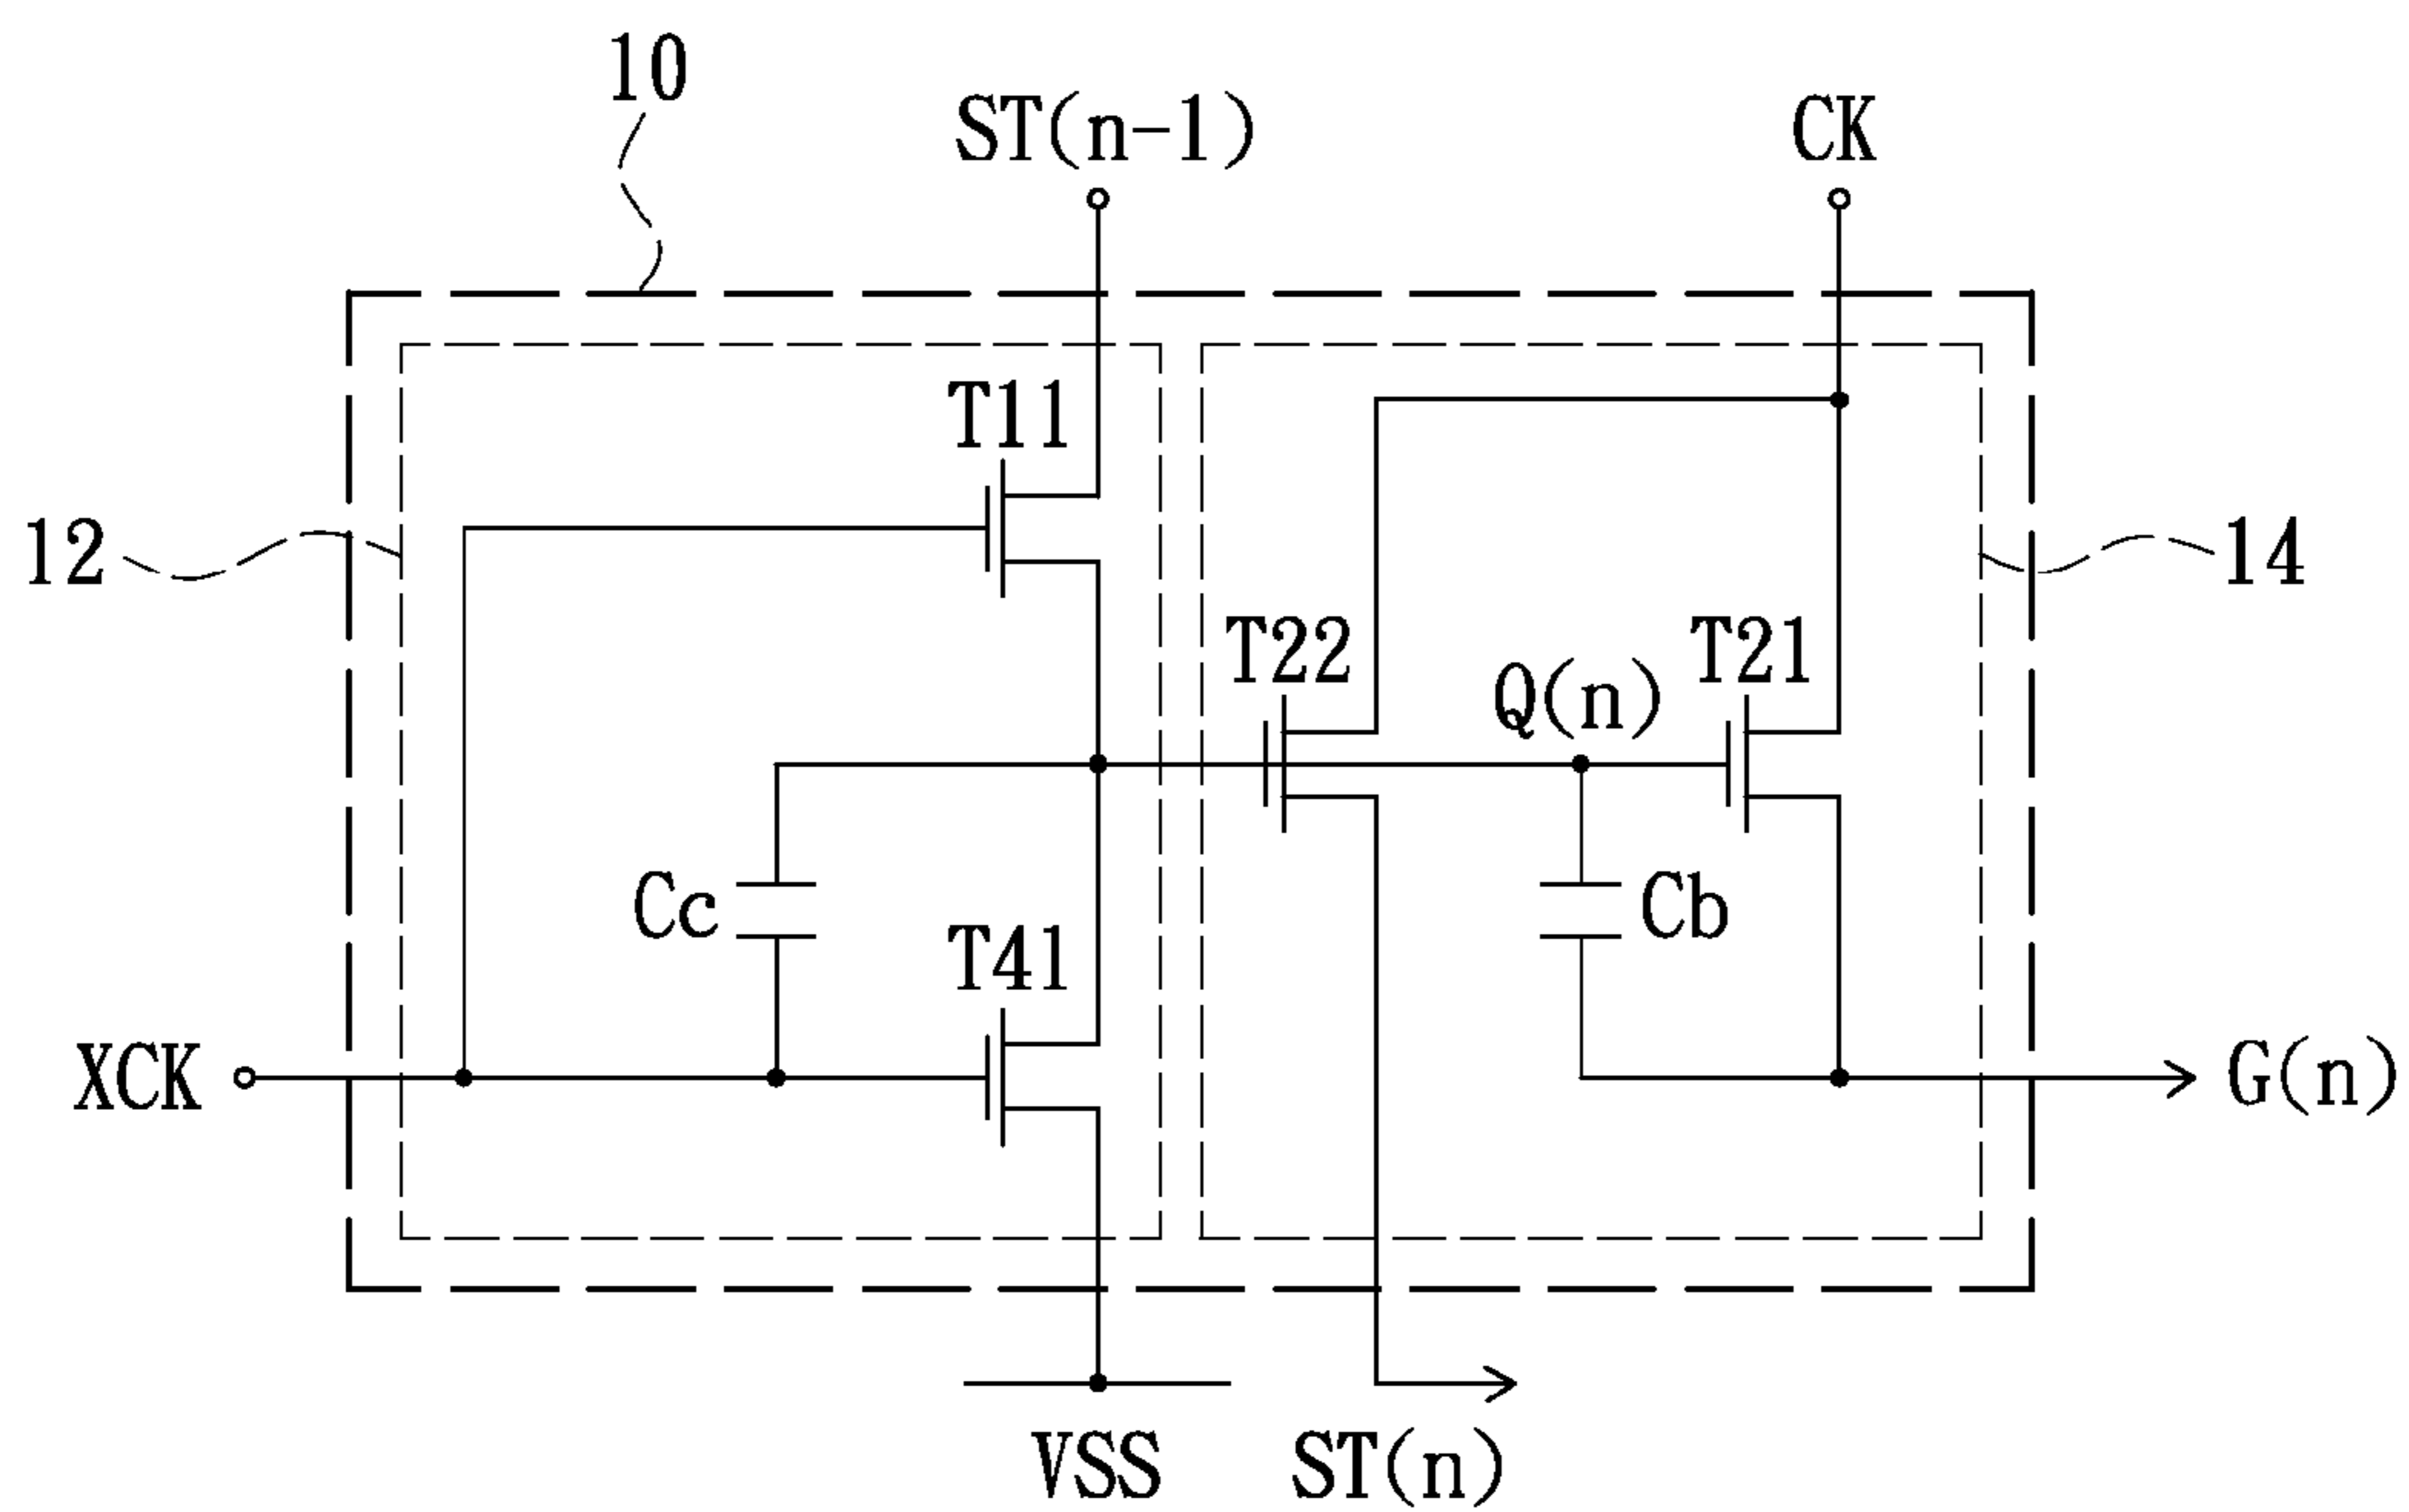 10
ST(n-1)
CK
T11
12
14
T22
Q(n)
T21
Cc
Cb
T41
XCK
G(n)
VSS
ST(n)